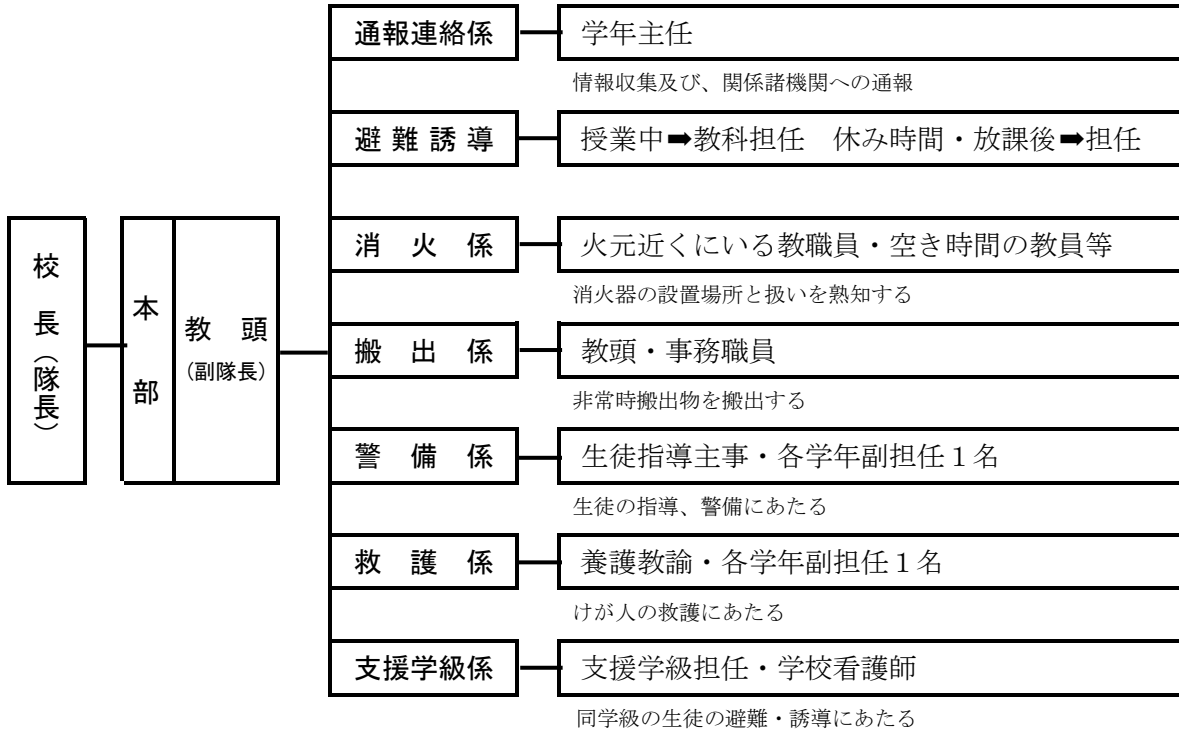 校長（隊長）
本部
教頭
（副隊長）
通報連絡係
学年主任
情報収集及び、関係諸機関への通報
避難誘導
授業中➡教科担任　休み時間・放課後➡担任
消火係
火元近くにいる教職員・空き時間の教員等
消火器の設置場所と扱いを熟知する
搬出係
教頭・事務職員
非常時搬出物を搬出する
警備係
生徒指導主事・各学年副担任１名
生徒の指導、警備にあたる
救護係
養護教諭・各学年副担任１名
けが人の救護にあたる
支援学級係
支援学級担任・学校看護師
同学級の生徒の避難・誘導にあたる